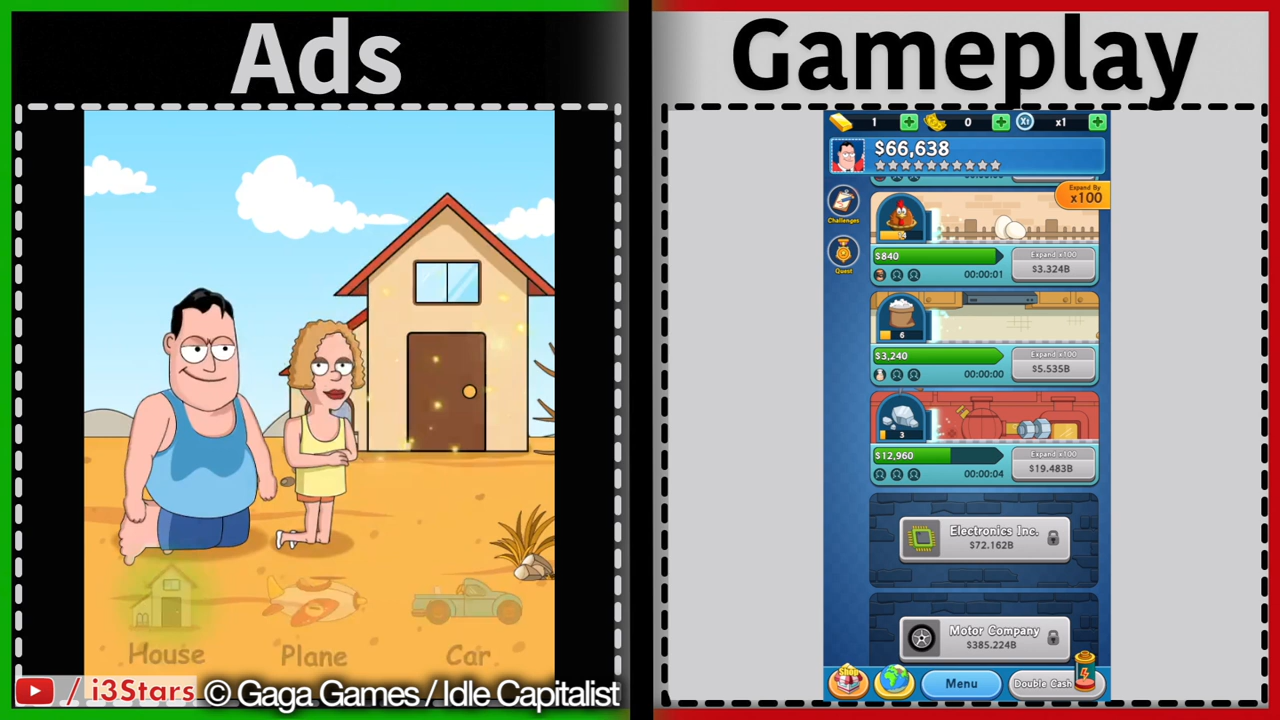 Ads
Gameplay
House
Plane
Car
/ i3Stars © Gaga Games / Idle Capitalist
1
0
X1
x1
$66,638
Expand By
x100
Challenges
Quest
$840
00:00:01
Expand x100
$3.324B
6
$3,240
00:00:00
Expand x100
$5.535B
3
$12,960
00:00:04
Expand x100
$19.483B
Electronics Inc.
$72.162B
Motor Company
$385.224B
Shop
Menu
Double Cash